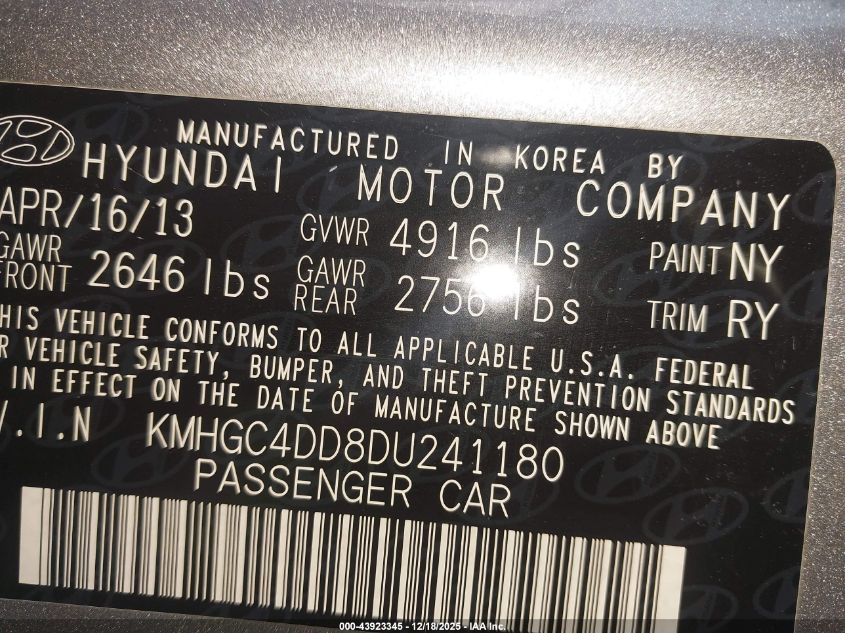 MANUFACTURED IN KOREA BY
HYUNDAI MOTOR COMPANY
APR/16/13 GVWR 4916 lbs PAINT NY
GAWR FRONT 2646 lbs GAWR REAR 2756 lbs TRIM RY
HIS VEHICLE CONFORMS TO ALL APPLICABLE U.S.A. FEDERAL
R VEHICLE SAFETY, BUMPER, AND THEFT PREVENTION STANDARDS
IN EFFECT ON THE DATE OF MANUFACTURE SHOWN ABOVE
.I.N KMHGC4DD8DU241180
PASSENGER CAR
000-43923345 - 12/18/2025 - IAA Inc.